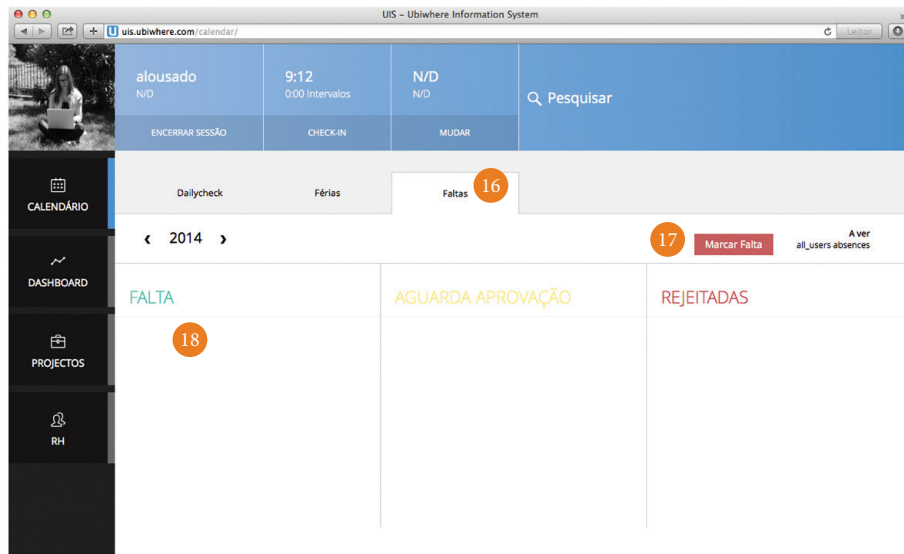 UIS – Ubiwhere Information System
uis.ubiwhere.com/calendar/
Leitor
alousado
N/D
9:12
0:00 Intervalos
N/D
N/D
Pesquisar
ENCERRAR SESSÃO
CHECK-IN
MUDAR
CALENDÁRIO
DASHBOARD
PROJECTOS
RH
Dailycheck
Férias
Faltas
16
2014
17
Marcar Falta
A ver
all_users absences
FALTA
AGUARDA APROVAÇÃO
REJEITADAS
18